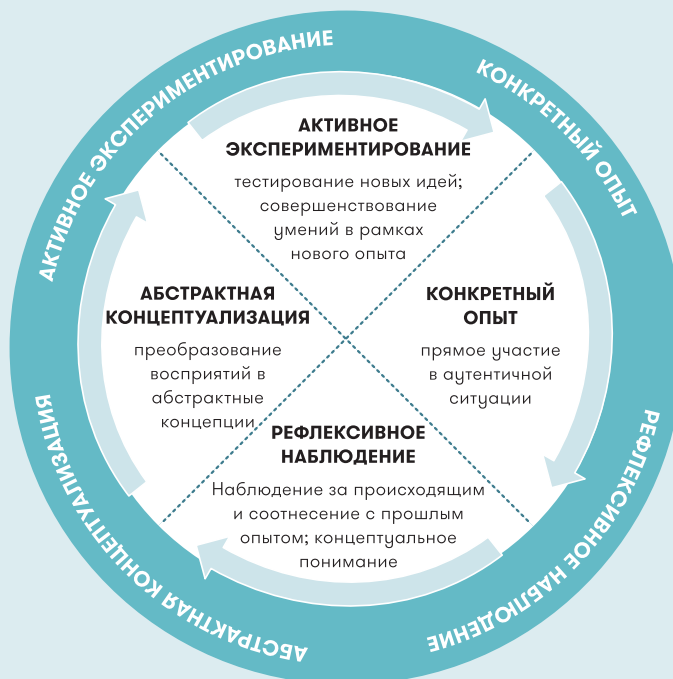 АКТИВНОЕ ЭКСПЕРИМЕНТИРОВАНИЕ
КОНКРЕТНЫЙ ОПЫТ
АКТИВНОЕ
ЭКСПЕРИМЕНТИРОВАНИЕ
тестирование новых идей;
совершенствование
умений в рамках
нового опыта
АБСТРАКТНАЯ
КОНЦЕПТУАЛИЗАЦИЯ
преобразование
восприятий в
абстрактные
концепции
КОНКРЕТНЫЙ
ОПЫТ
прямое участие
в аутентичной
ситуации
РЕФЛЕКСИВНОЕ
НАБЛЮДЕНИЕ
Наблюдение за происходящим
и соотнесение с прошлым
опытом; концептуальное
понимание
АБСТРАКТНАЯ КОНЦЕПТУАЛИЗАЦИЯ
РЕФЛЕКСИВНОЕ НАБЛЮДЕНИЕ